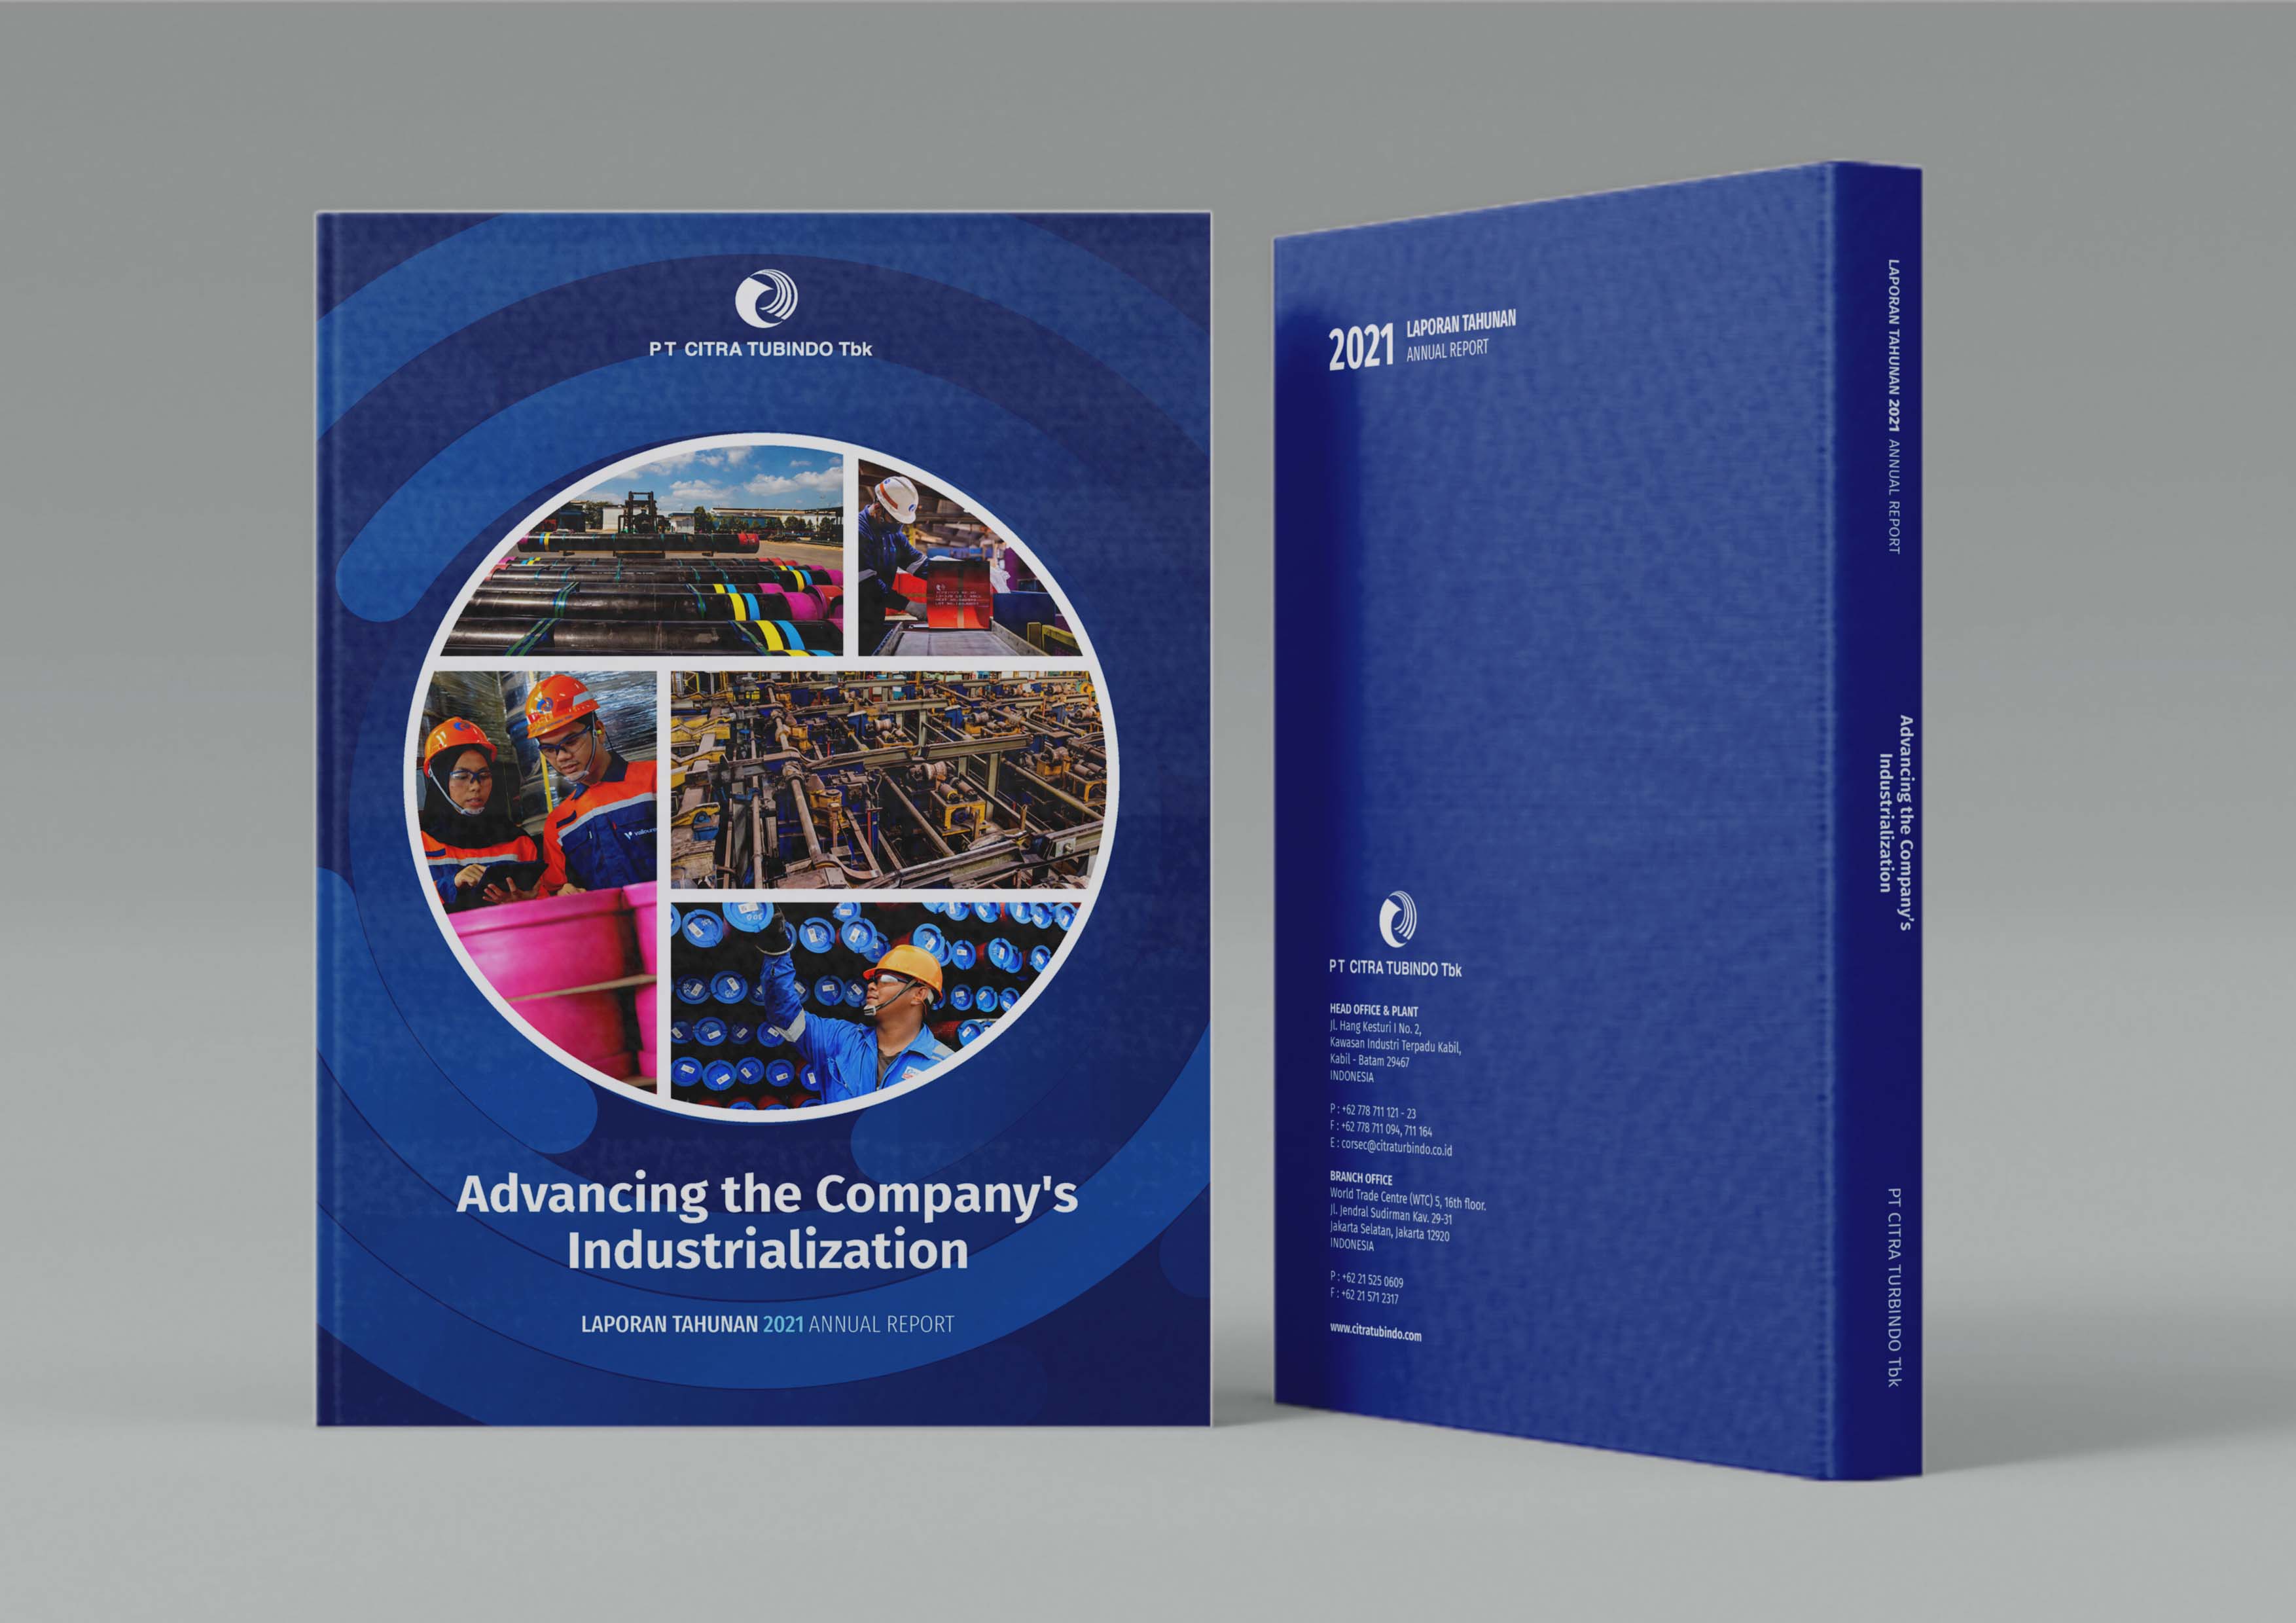 PT CITRA TUBINDO Tbk
Advancing the Company's
Industrialization
LAPORAN TAHUNAN 2021 ANNUAL REPORT
2021 LAPORAN TAHUNAN
ANNUAL REPORT
PT CITRA TUBINDO Tbk
HEAD OFFICE & PLANT
Jl. Hang Kesturi I No. 2,
Kawasan Industri Terpadu Kabil,
Kabil - Batam 29467
INDONESIA
P : +62 778 711 121 - 23
F : +62 778 711 094, 711 164
E : corsec@citraturbindo.co.id
BRANCH OFFICE
World Trade Centre (WTC) 5, 16th floor.
Jl. Jendral Sudirman Kav. 29-31
Jakarta Selatan, Jakarta 12920
INDONESIA
P : +62 21 525 0609
F : +62 21 571 2317
www.citratubindo.com
LAPORAN TAHUNAN 2021 ANNUAL REPORT
Advancing the Company's
Industrialization
PT CITRA TURBINDO Tbk